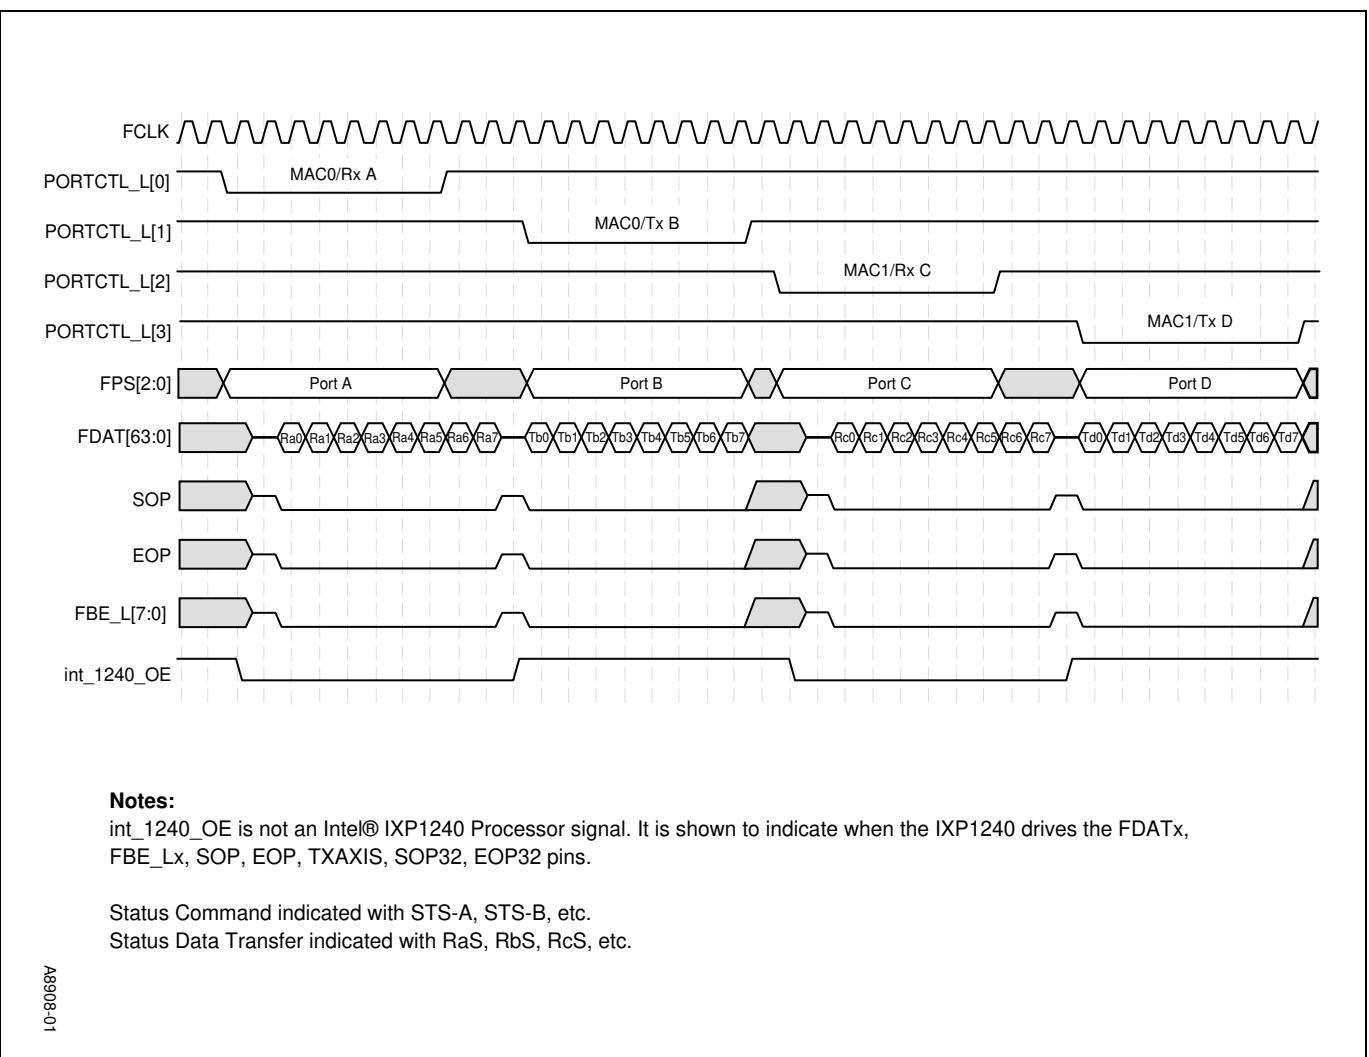 FCLK
PORTCTL_L[0] MAC0/Rx A
PORTCTL_L[1] MAC0/Tx B
PORTCTL_L[2] MAC1/Rx C
PORTCTL_L[3] MAC1/Tx D
FPS[2:0] Port A Port B Port C Port D
FDAT[63:0] Ra0 Ra1 Ra2 Ra3 Ra4 Ra5 Ra6 Ra7 Tb0 Tb1 Tb2 Tb3 Tb4 Tb5 Tb6 Tb7 Rc0 Rc1 Rc2 Rc3 Rc4 Rc5 Rc6 Rc7 Td0 Td1 Td2 Td3 Td4 Td5 Td6 Td7
SOP
EOP
FBE_L[7:0]
int_1240_OE
Notes:
int_1240_OE is not an Intel® IXP1240 Processor signal. It is shown to indicate when the IXP1240 drives the FDATx,
FBE_Lx, SOP, EOP, TXAXIS, SOP32, EOP32 pins.
Status Command indicated with STS-A, STS-B, etc.
Status Data Transfer indicated with RaS, RbS, RcS, etc.
A8908-01